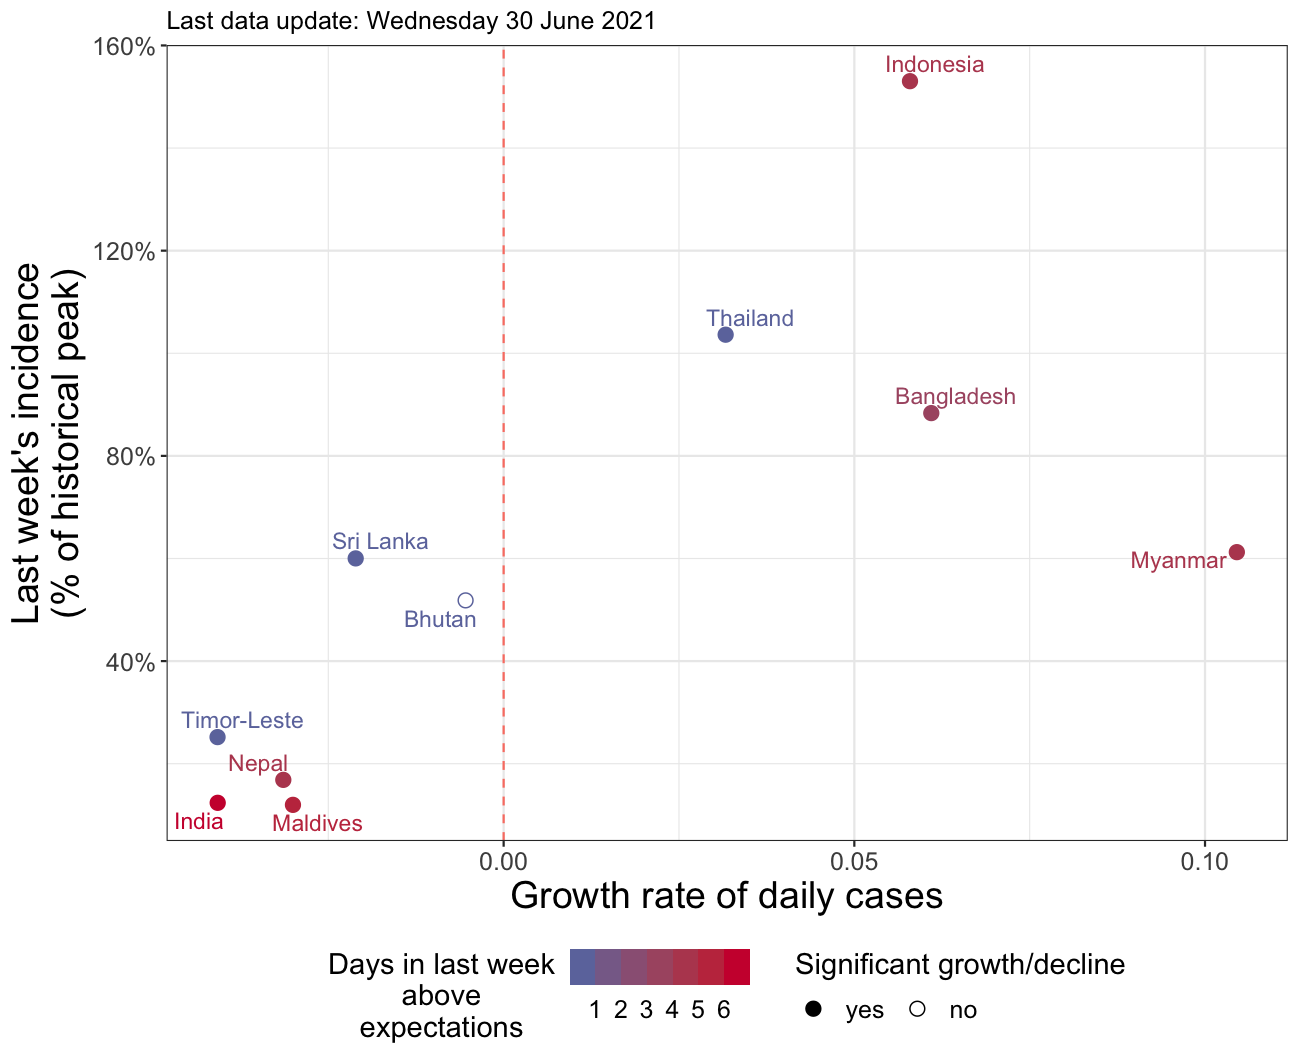 Last data update: Wednesday 30 June 2021
160%
120%
80%
40%
Last week's incidence
(% of historical peak)
Indonesia
Thailand
Bangladesh
Sri Lanka
Myanmar
Bhutan
Timor-Leste
Nepal
India
Maldives
0.00
0.05
0.10
Growth rate of daily cases
Days in last week
above
expectations
1 2 3 4 5 6
Significant growth/decline
yes
no